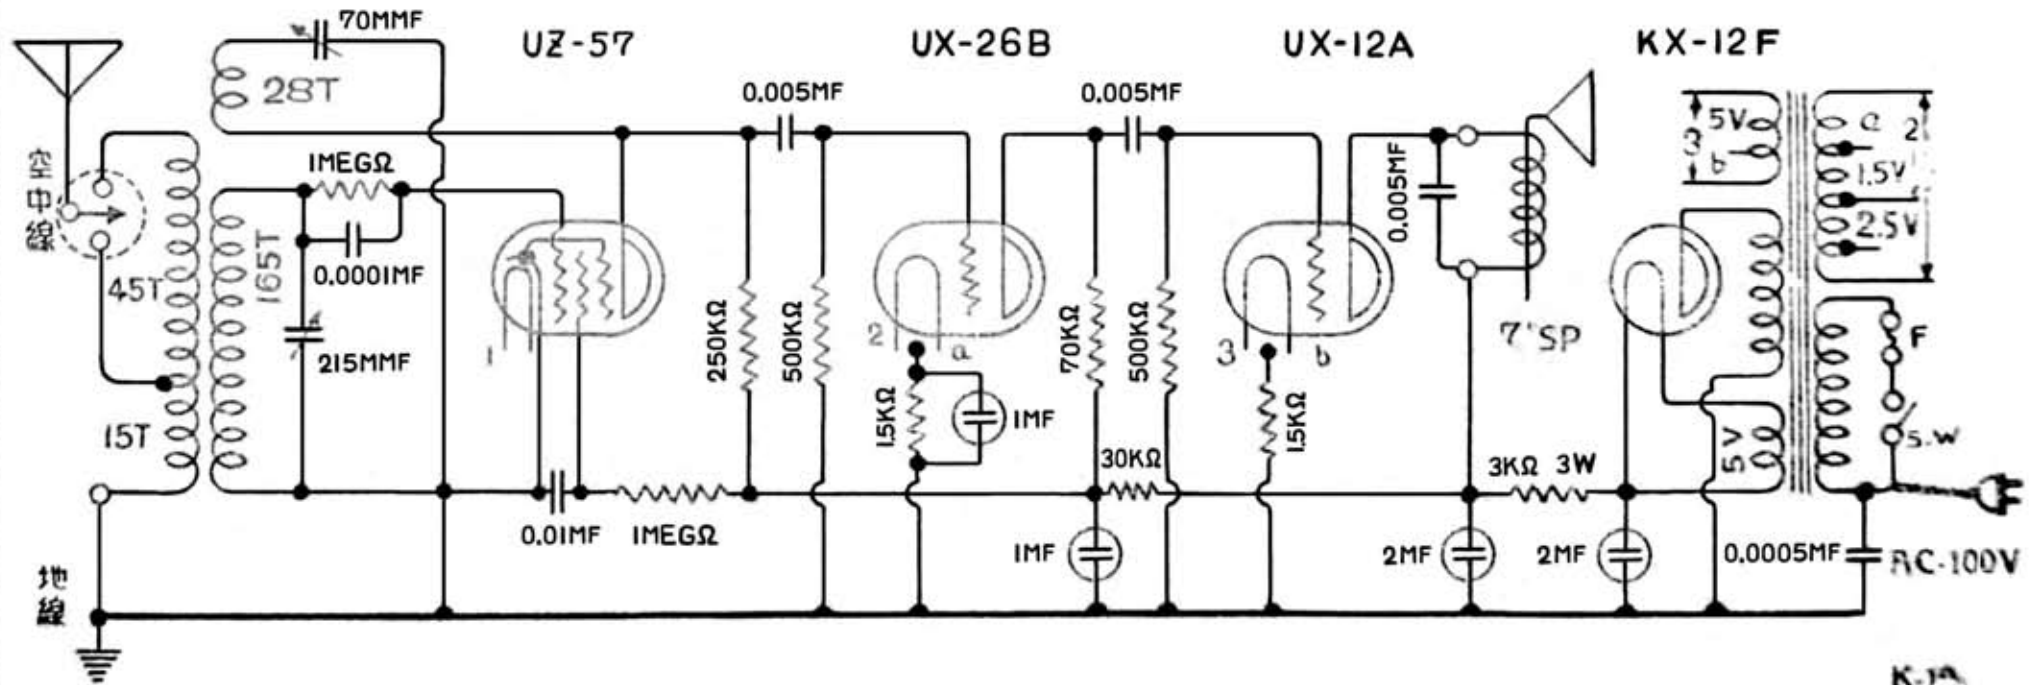 70MMF
UZ-57
UX-26B
UX-12A
KX-12F
28T
0.005MF
0.005MF
5V
3
b
a
2
1.5V
2.5V
空中線
1MEGΩ
0.0001MF
165T
45T
215MMF
15T
1
250KΩ
500KΩ
2
a
1.5KΩ
1MF
70KΩ
500KΩ
3
b
1.5KΩ
0.005MF
7"SP
F
S.W
5V
30KΩ
3KΩ 3W
0.01MF
1MEGΩ
1MF
2MF
2MF
0.0005MF
AC-100V
地線